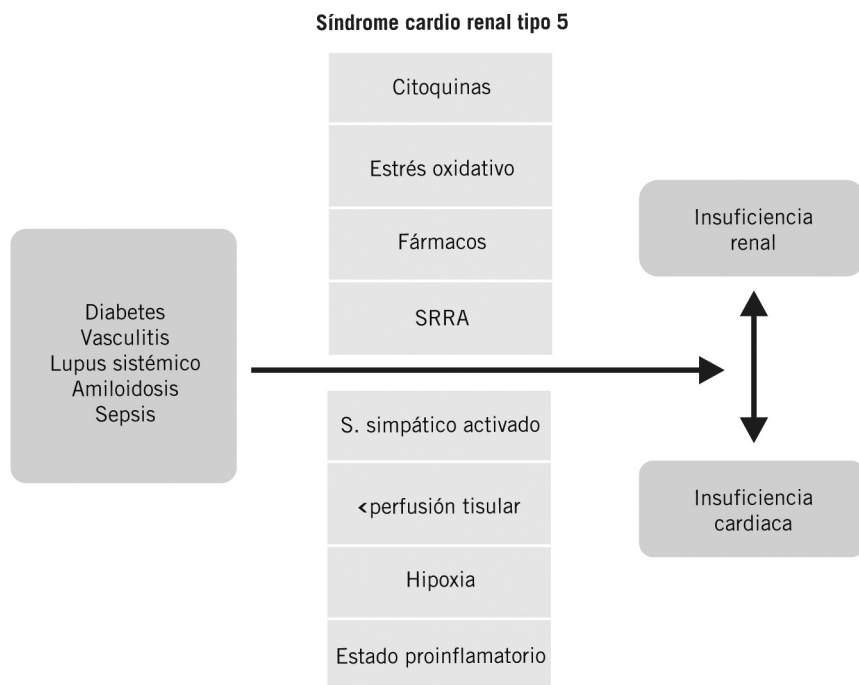 Síndrome cardio renal tipo 5
Citoquinas
Estrés oxidativo
Fármacos
SRRA
Diabetes
Vasculitis
Lupus sistémico
Amiloidosis
Sepsis
S. simpático activado
<perfusión tisular
Hipoxia
Estado proinflamatorio
Insuficiencia
renal
Insuficiencia
cardiaca